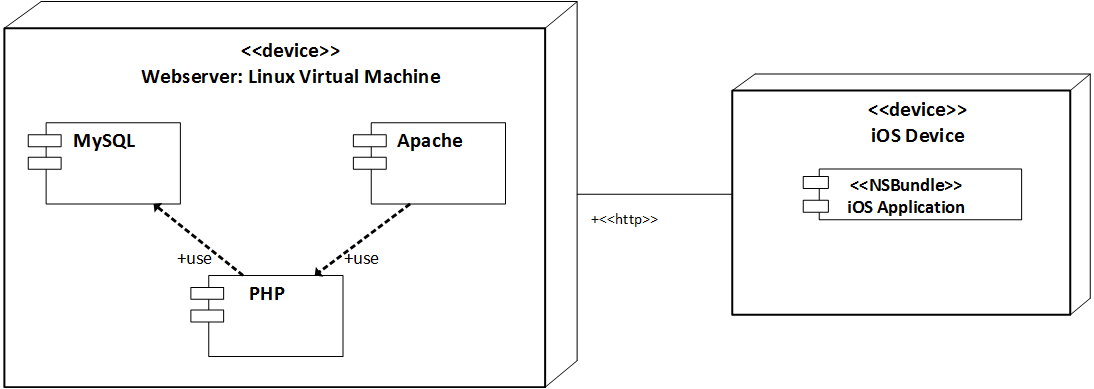 <<device>>
Webserver: Linux Virtual Machine
MySQL
Apache
+use
+use
PHP
+<<http>>
<<device>>
iOS Device
<<NSBundle>>
iOS Application